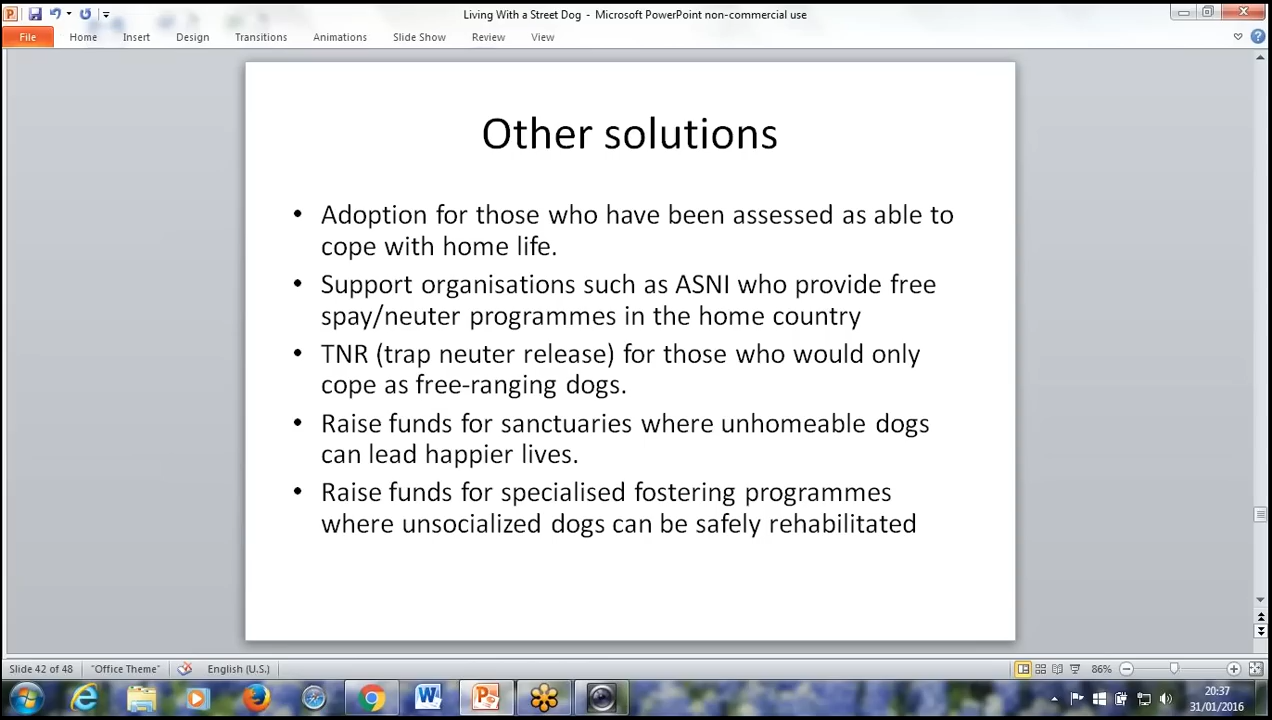 Living With a Street Dog - Microsoft PowerPoint non-commercial use
File Home Insert Design Transitions Animations Slide Show Review View
Other solutions
• Adoption for those who have been assessed as able to
cope with home life.
• Support organisations such as ASNI who provide free
spay/neuter programmes in the home country
• TNR (trap neuter release) for those who would only
cope as free-ranging dogs.
• Raise funds for sanctuaries where unhomeable dogs
can lead happier lives.
• Raise funds for specialised fostering programmes
where unsocialized dogs can be safely rehabilitated
Slide 42 of 48 "Office Theme" English (U.S.) 86%
20:37
31/01/2016